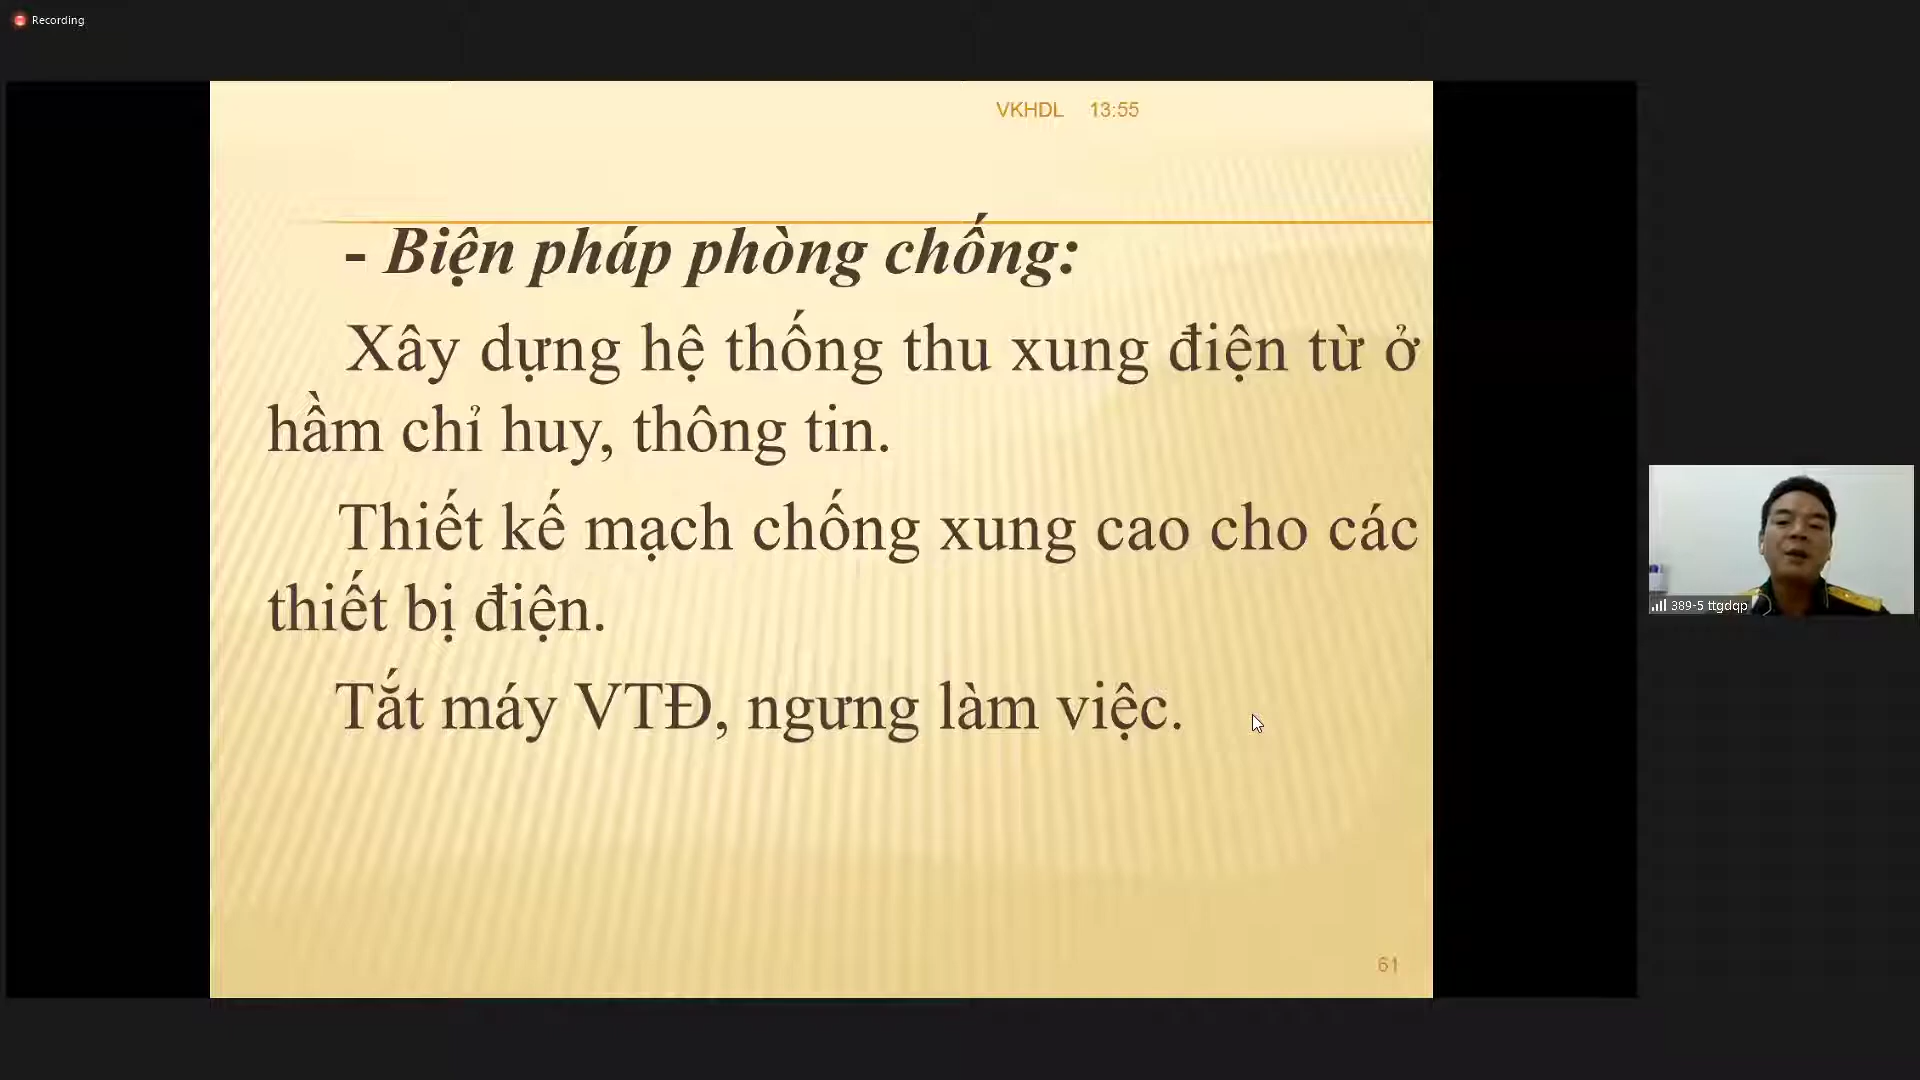 Recording
VKHDL 13:55
- Biện pháp phòng chống:
Xây dựng hệ thống thu xung điện từ ở
hầm chỉ huy, thông tin.
Thiết kế mạch chống xung cao cho các
thiết bị điện.
Tắt máy VTĐ, ngưng làm việc.
389-5 ttgdqp
61